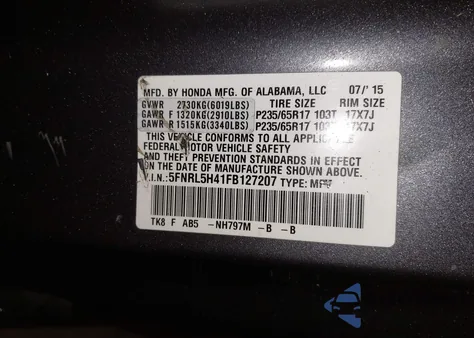 MFD. BY HONDA MFG. OF ALABAMA, LLC 07/'15
GVWR 2730KG(6019LBS) TIRE SIZE RIM SIZE
GAWR F 1320KG(2910LBS) P235/65R17 103T 17X7J
GAWR R 1515KG(3340LBS) P235/65R17 103T 17X7J
THIS VEHICLE CONFORMS TO ALL APPLICABLE
FEDERAL MOTOR VEHICLE SAFETY
AND THEFT PREVENTION STANDARDS IN EFFECT
ON THE DATE OF MANUFACTURE SHOWN ABOVE.
V.I.N.: 5FNRL5H41FB127207 TYPE: MPV
TK8 F AB5 -NH797M -B -B